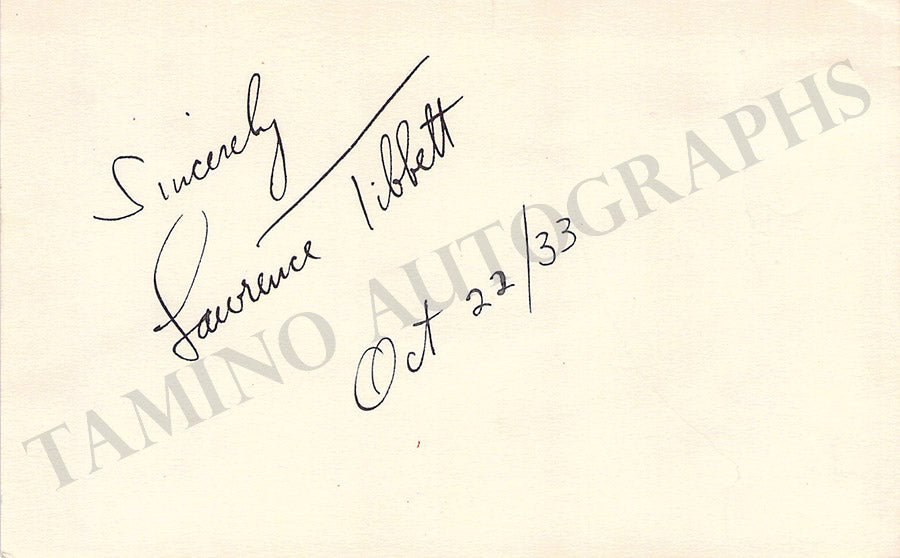 Sincerely
Lawrence Tibbett
Oct 22/33
TAMINO AUTOGRAPHS